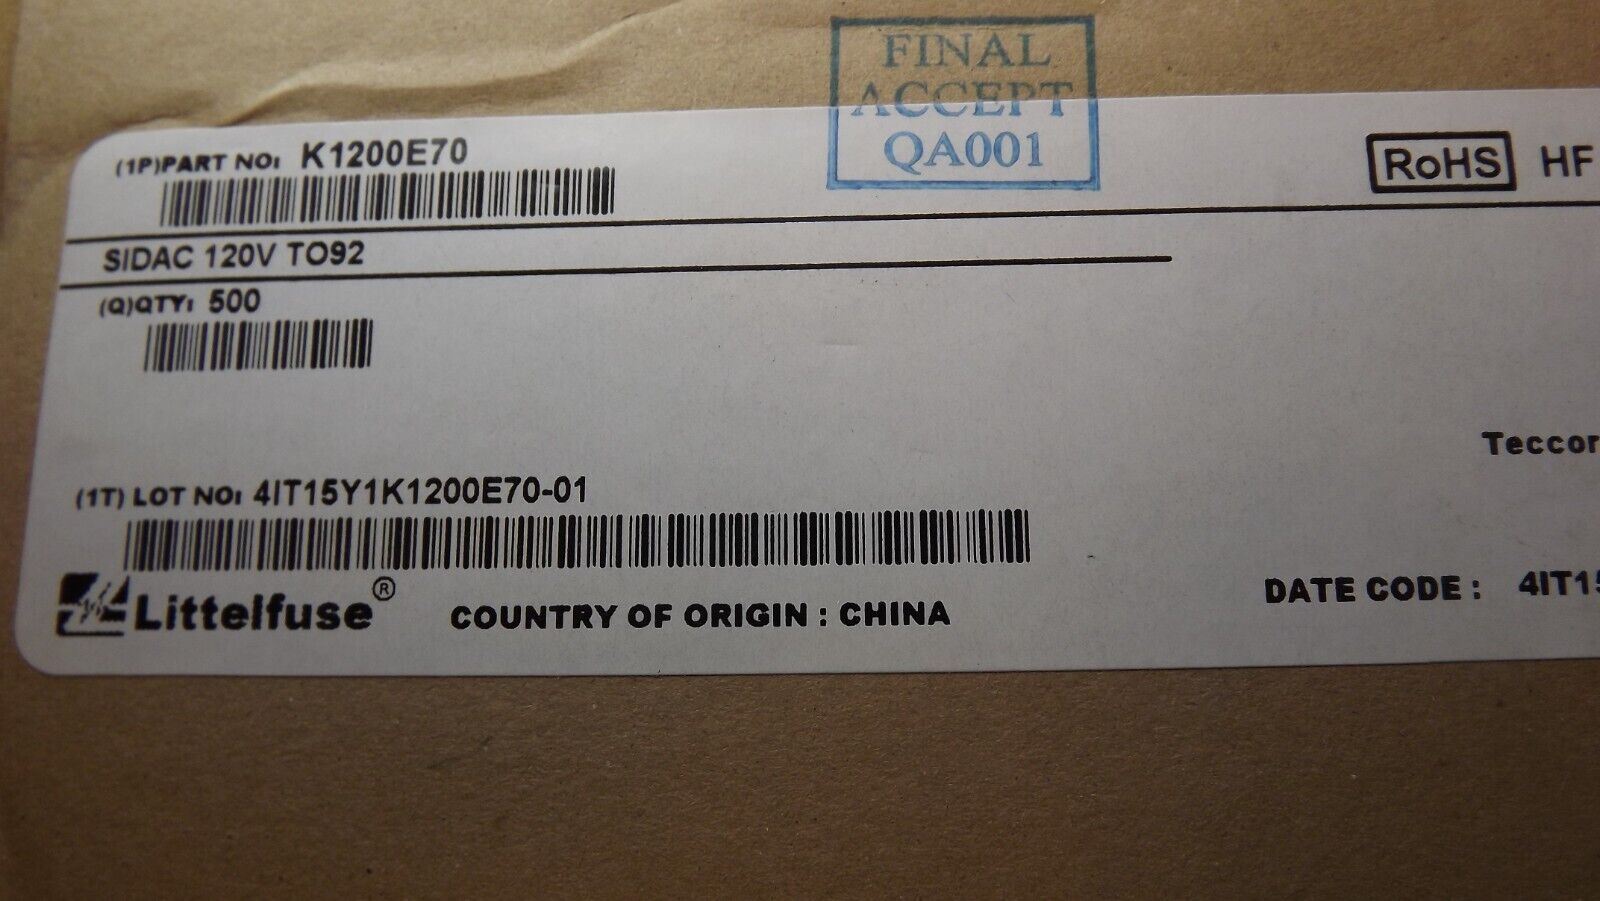 FINAL
ACCEPT
QA001
(1P)PART NO: K1200E70
RoHS HF
SIDAC 120V TO92
(Q)QTY: 500
Teccor
(1T) LOT NO: 4IT15Y1K1200E70-01
Littelfuse® COUNTRY OF ORIGIN : CHINA
DATE CODE : 4IT15